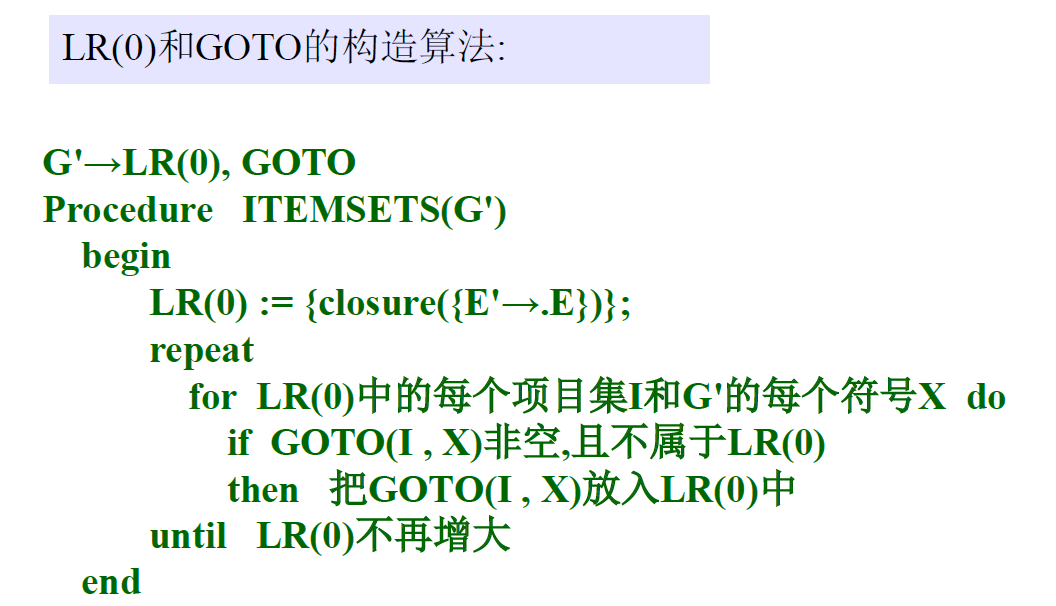 LR(0)和GOTO的构造算法:
G'→LR(0), GOTO
Procedure ITEMSETS(G')
begin
LR(0) := {closure({E'→.E})};
repeat
for LR(0)中的每个项目集I和G'的每个符号X do
if GOTO(I , X)非空,且不属于LR(0)
then 把GOTO(I , X)放入LR(0)中
until LR(0)不再增大
end